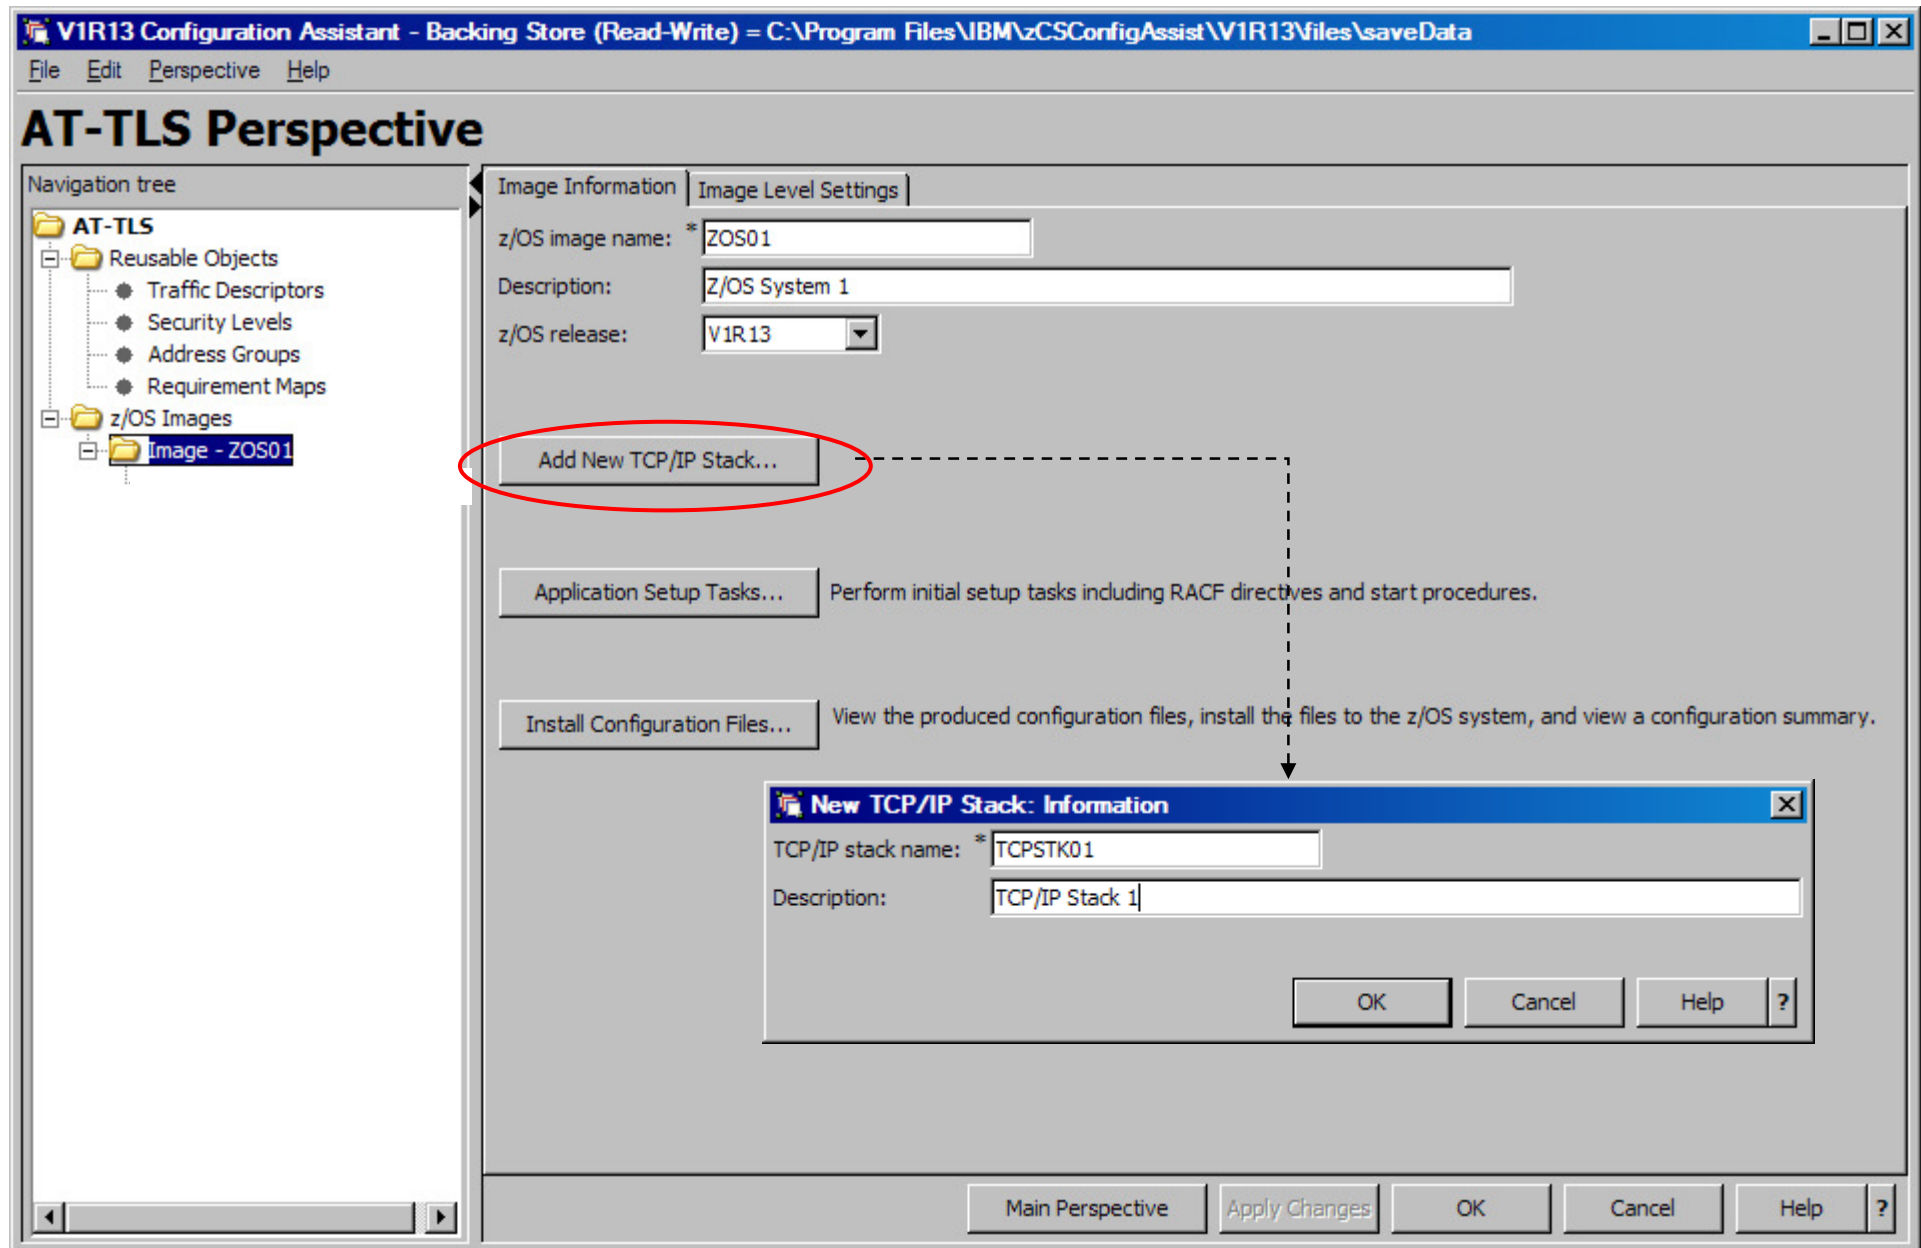 V1R13 Configuration Assistant - Backing Store (Read-Write) = C:\Program Files\IBM\zCSConfigAssist\V1R13\files\saveData
File Edit Perspective Help
AT-TLS Perspective
Navigation tree
AT-TLS
Reusable Objects
Traffic Descriptors
Security Levels
Address Groups
Requirement Maps
z/OS Images
Image - ZOS01
Image Information Image Level Settings
z/OS image name: * ZOS01
Description: Z/OS System 1
z/OS release: V1R13
Add New TCP/IP Stack...
Application Setup Tasks... Perform initial setup tasks including RACF directives and start procedures.
Install Configuration Files... View the produced configuration files, install the files to the z/OS system, and view a configuration summary.
New TCP/IP Stack: Information
TCP/IP stack name: * TCPSTK01
Description: TCP/IP Stack 1
OK Cancel Help ?
Main Perspective Apply Changes OK Cancel Help ?